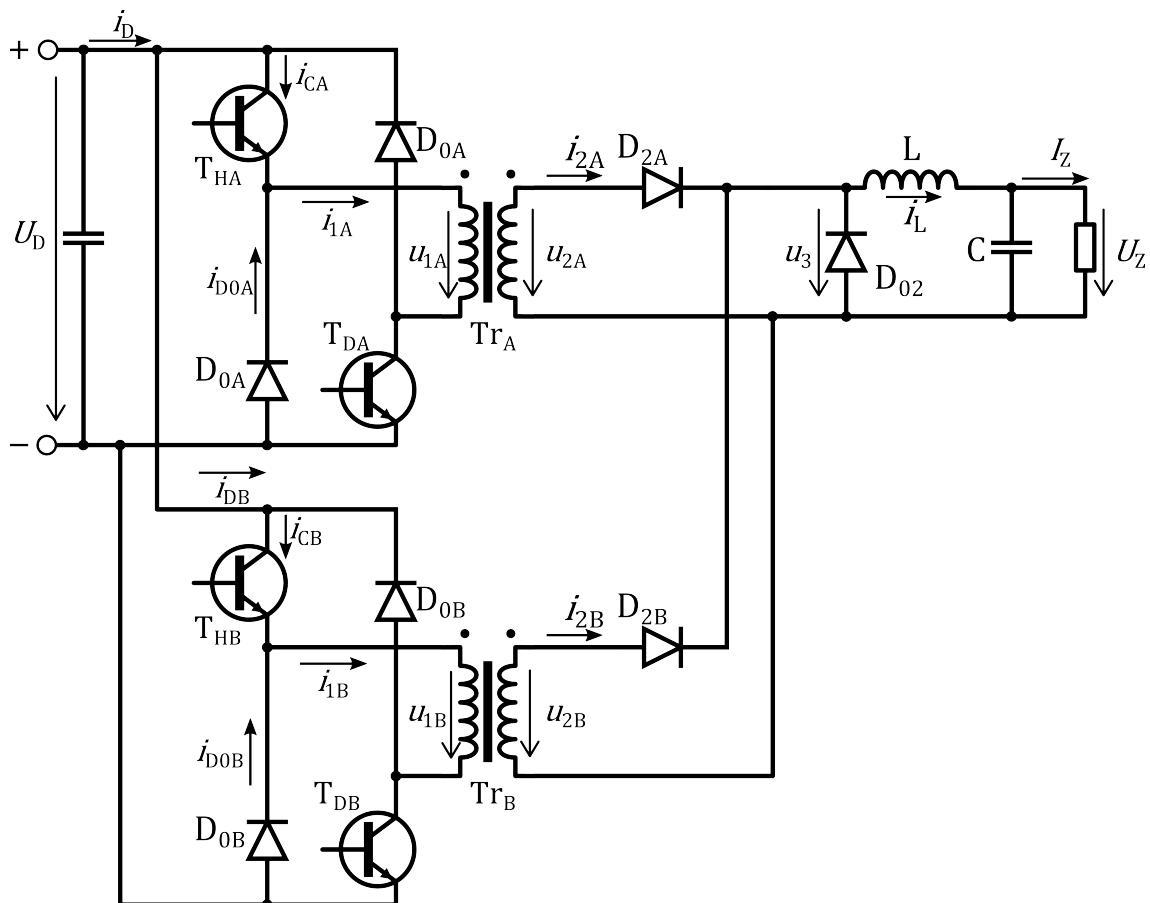 + i_D
i_CA
D_0A
T_HA
i_2A D_2A L I_Z
i_1A i_L
U_D u_1A u_2A u_3 C U_Z
i_D0A D_02
T_DA Tr_A
D_0A
−
i_DB
i_CB
D_0B i_2B D_2B
T_HB
i_1B
u_1B u_2B
i_D0B
T_DB Tr_B
D_0B